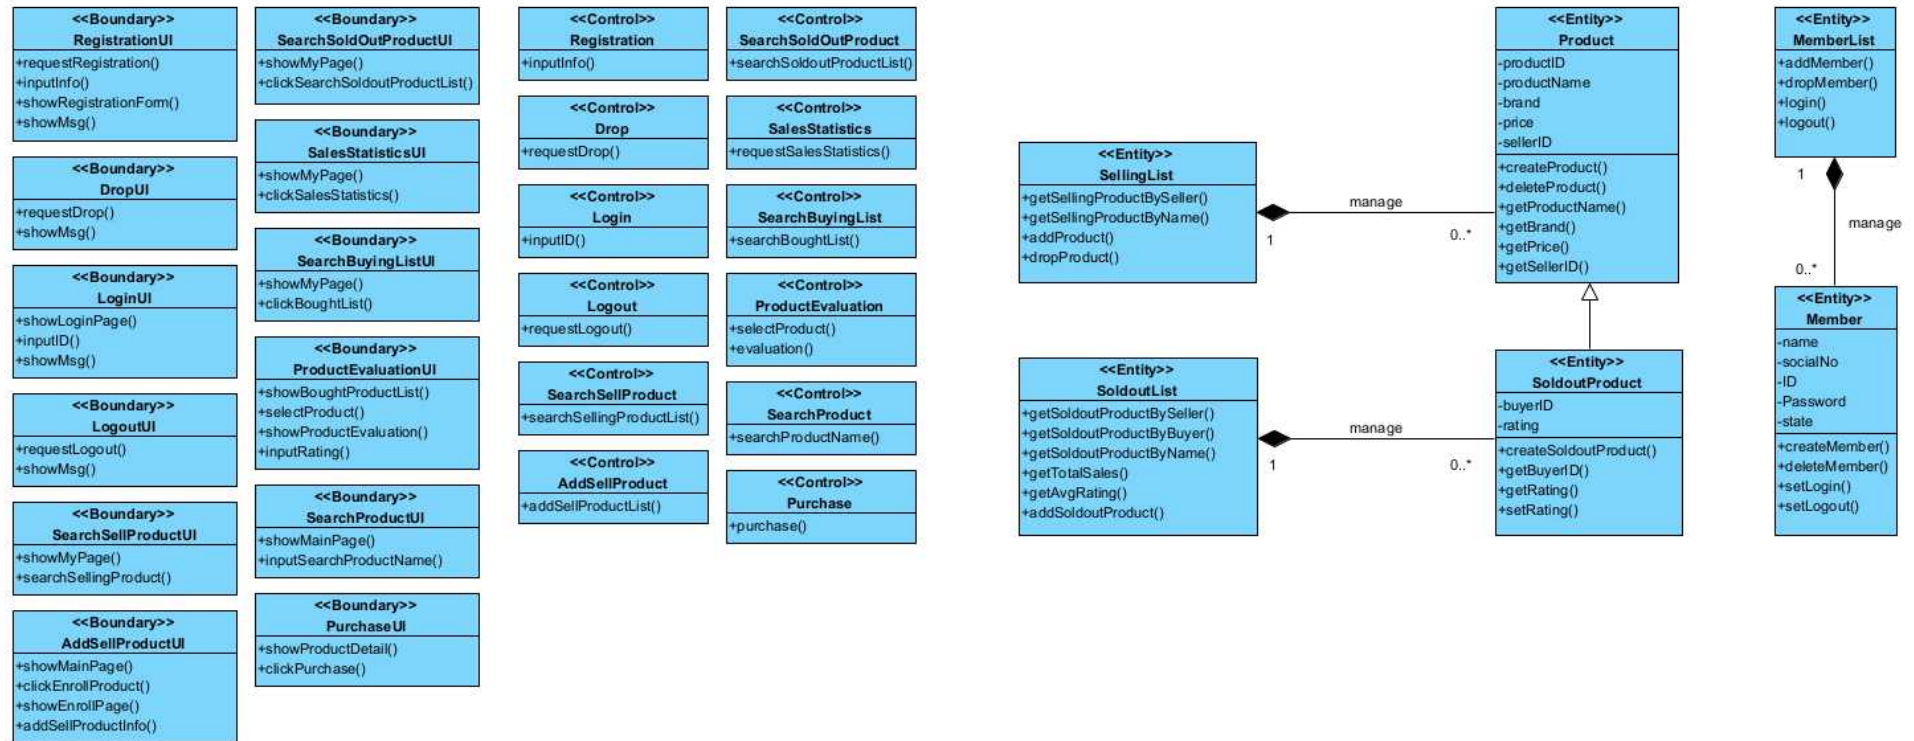 <<Boundary>>
RegistrationUI
+requestRegistration()
+inputInfo()
+showRegistrationForm()
+showMsg()
<<Boundary>>
DropUI
+requestDrop()
+showMsg()
<<Boundary>>
LoginUI
+showLoginPage()
+inputID()
+showMsg()
<<Boundary>>
LogoutUI
+requestLogout()
+showMsg()
<<Boundary>>
SearchSellProductUI
+showMyPage()
+searchSellingProduct()
<<Boundary>>
AddSellProductUI
+showMainPage()
+clickEnrollProduct()
+showEnrollPage()
+addSellProductInfo()
<<Boundary>>
SearchSoldOutProductUI
+showMyPage()
+clickSearchSoldoutProductList()
<<Boundary>>
SalesStatisticsUI
+showMyPage()
+clickSalesStatistics()
<<Boundary>>
SearchBuyingListUI
+showMyPage()
+clickBoughtList()
<<Boundary>>
ProductEvaluationUI
+showBoughtProductList()
+selectProduct()
+showProductEvaluation()
+inputRating()
<<Boundary>>
SearchProductUI
+showMainPage()
+inputSearchProductName()
<<Boundary>>
PurchaseUI
+showProductDetail()
+clickPurchase()
<<Control>>
Registration
+inputInfo()
<<Control>>
Drop
+requestDrop()
<<Control>>
Login
+inputID()
<<Control>>
Logout
+requestLogout()
<<Control>>
SearchSellProduct
+searchSellingProductList()
<<Control>>
AddSellProduct
+addSellProductList()
<<Control>>
SearchSoldOutProduct
+searchSoldoutProductList()
<<Control>>
SalesStatistics
+requestSalesStatistics()
<<Control>>
SearchBuyingList
+searchBoughtList()
<<Control>>
ProductEvaluation
+selectProduct()
+evaluation()
<<Control>>
SearchProduct
+searchProductName()
<<Control>>
Purchase
+purchase()
<<Entity>>
SellingList
+getSellingProductBySeller()
+getSellingProductByName()
+addProduct()
+dropProduct()
manage
1
0..*
<<Entity>>
Product
-productID
-productName
-brand
-price
-sellerID
+createProduct()
+deleteProduct()
+getProductName()
+getBrand()
+getPrice()
+getSellerID()
<<Entity>>
SoldoutList
+getSoldoutProductBySeller()
+getSoldoutProductByBuyer()
+getSoldoutProductByName()
+getTotalSales()
+getAvgRating()
+addSoldoutProduct()
manage
1
0..*
<<Entity>>
SoldoutProduct
-buyerID
-rating
+createSoldoutProduct()
+getBuyerID()
+getRating()
+setRating()
<<Entity>>
MemberList
+addMember()
+dropMember()
+login()
+logout()
1
manage
0..*
<<Entity>>
Member
-name
-socialNo
-ID
-Password
-state
+createMember()
+deleteMember()
+setLogin()
+setLogout()